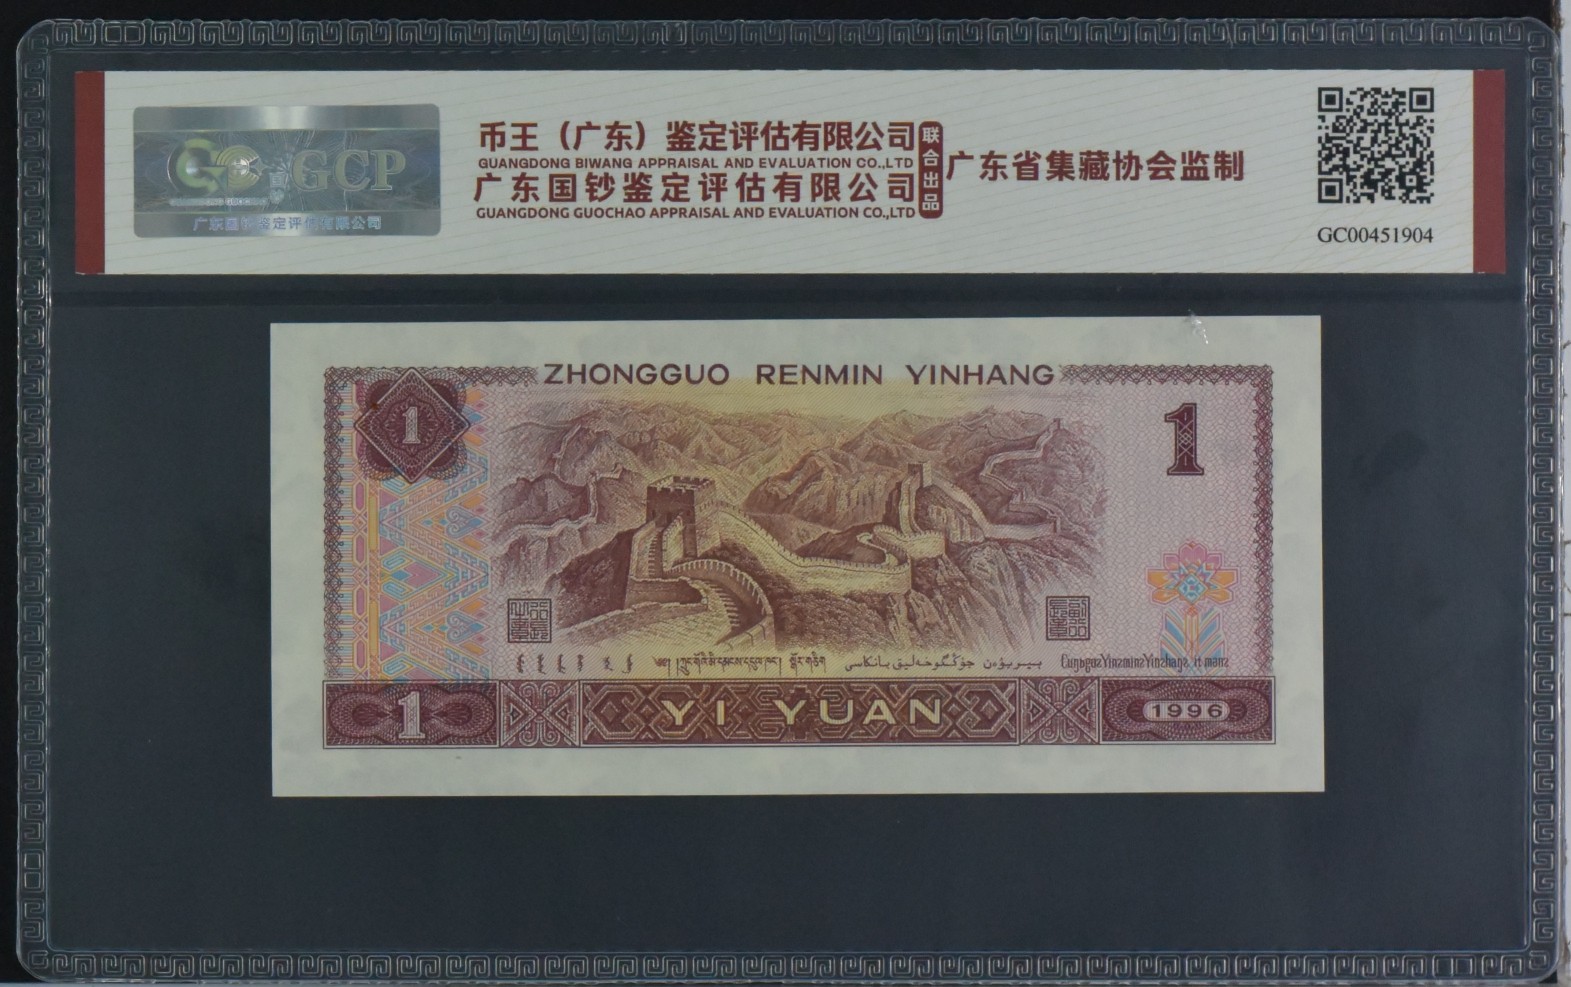 GCP
广东国钞鉴定评估有限公司
币王（广东）鉴定评估有限公司
GUANGDONG BIWANG APPRAISAL AND EVALUATION CO.,LTD
广东国钞鉴定评估有限公司
GUANGDONG GUOCHAO APPRAISAL AND EVALUATION CO.,LTD
联合出品
广东省集藏协会监制
GC00451904
ZHONGGUO RENMIN YINHANG
1
1
YI YUAN
1
1996